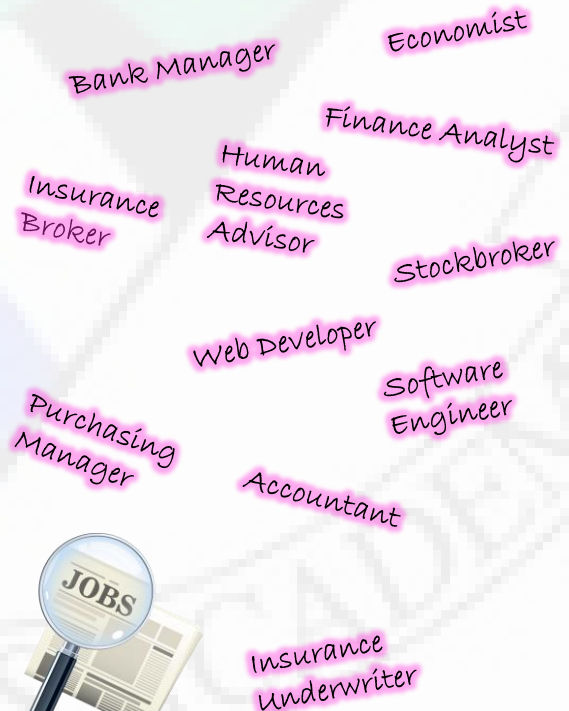 Economist
Bank Manager
Finance Analyst
Human
Resources
Advisor
Insurance
Broker
Stockbroker
Web Developer
Software
Engineer
Purchasing
Manager
Accountant
JOBS
Insurance
Underwriter